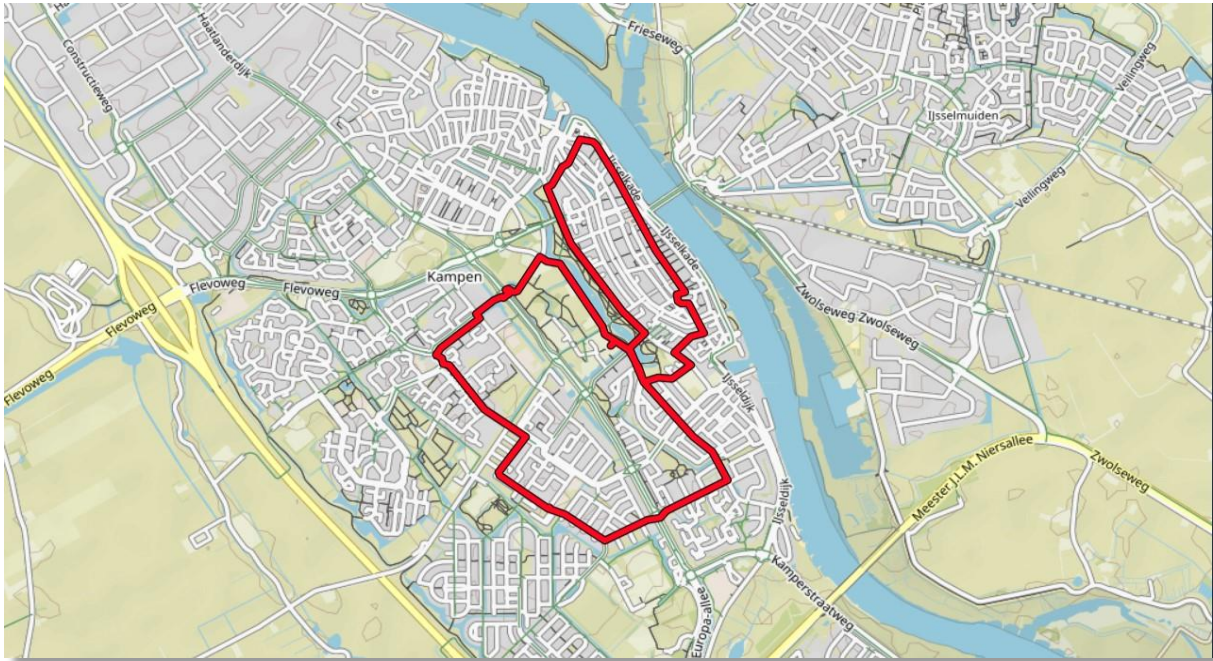 Frieseweg
Haatlanderdijk
Constructieweg
Veilingweg
IJsselmuiden
IJsselkade
Veilingweg
IJsselkade
Kampen
Flevoweg
Flevoweg
Flevoweg
Flevoweg
Zwolseweg Zwolseweg
IJsseldijk
Meester J.L.M. Niersallee
Zwolseweg
IJsseldijk
Kamperstraatweg
Europa-allee